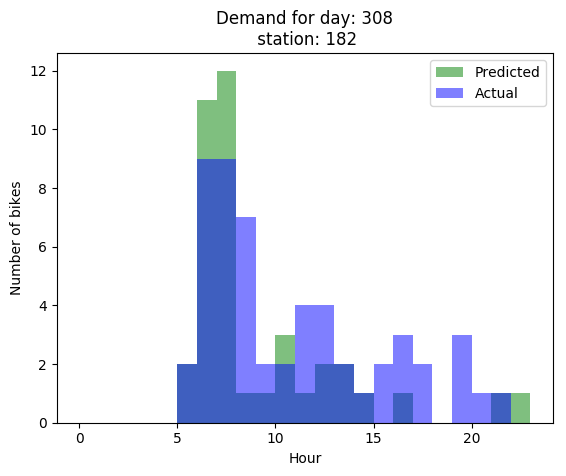 Demand for day: 308
station: 182
Predicted
Actual
12
10
8
6
4
2
0
Number of bikes
0 5 10 15 20
Hour